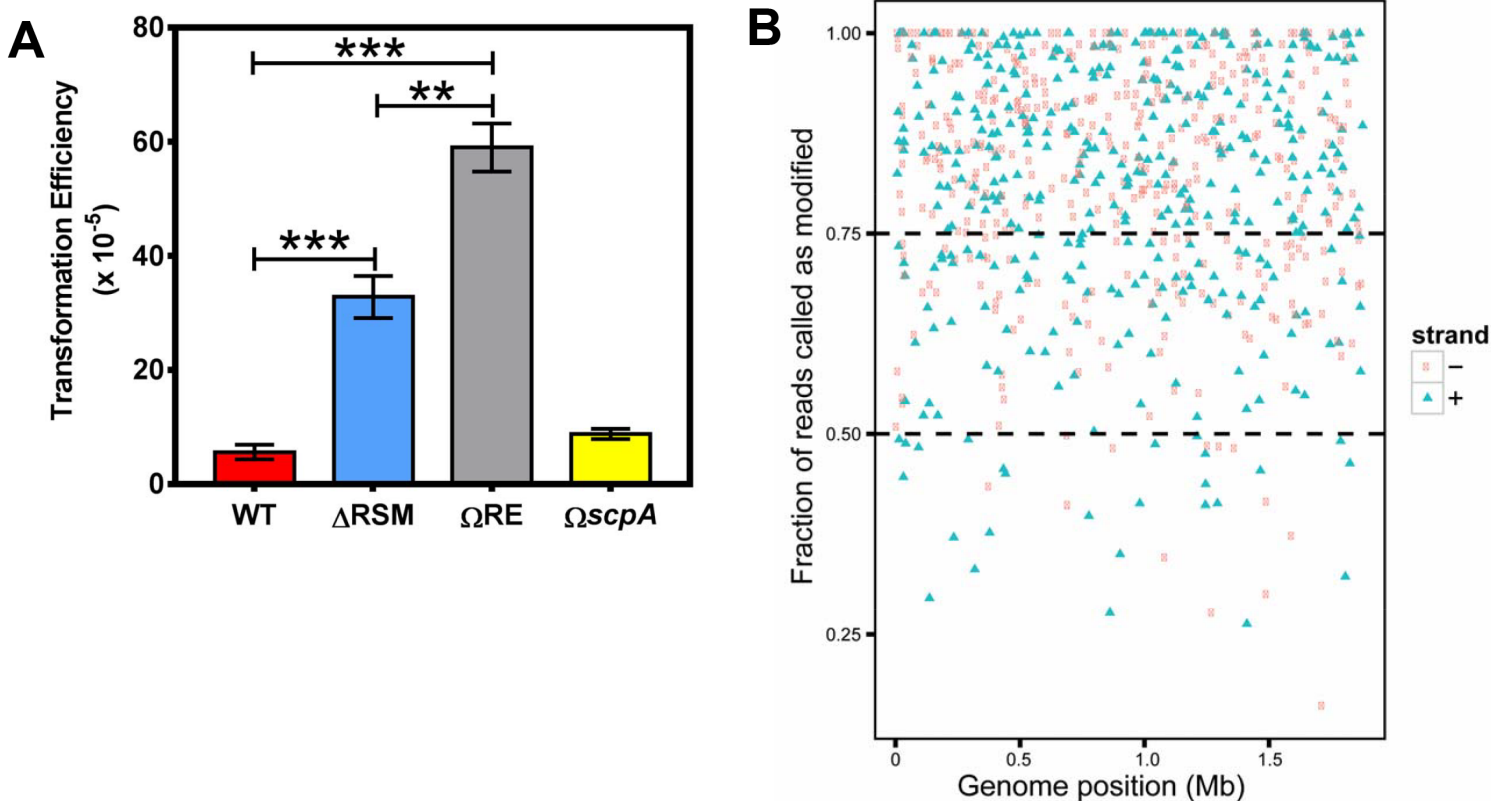 A
Transformation Efficiency
(x 10-5)
80
60
40
20
0
***
**
***
WT
ΔRSM
ΩRE
ΩscpA
B
Fraction of reads called as modified
1.00
0.75
0.50
0.25
0
0.5
1.0
1.5
Genome position (Mb)
strand
−
+